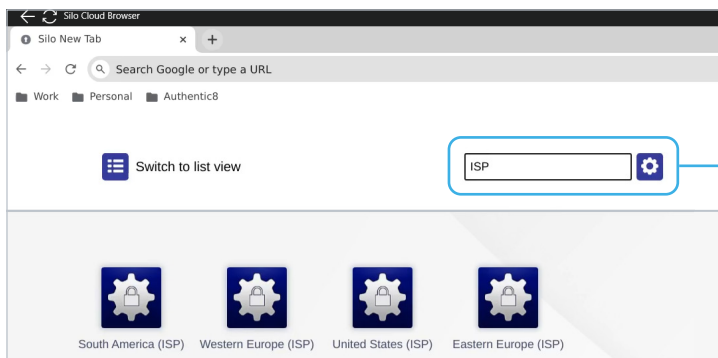 Silo Cloud Browser
Silo New Tab
Search Google or type a URL
Work Personal Authentic8
Switch to list view
ISP
South America (ISP) Western Europe (ISP) United States (ISP) Eastern Europe (ISP)